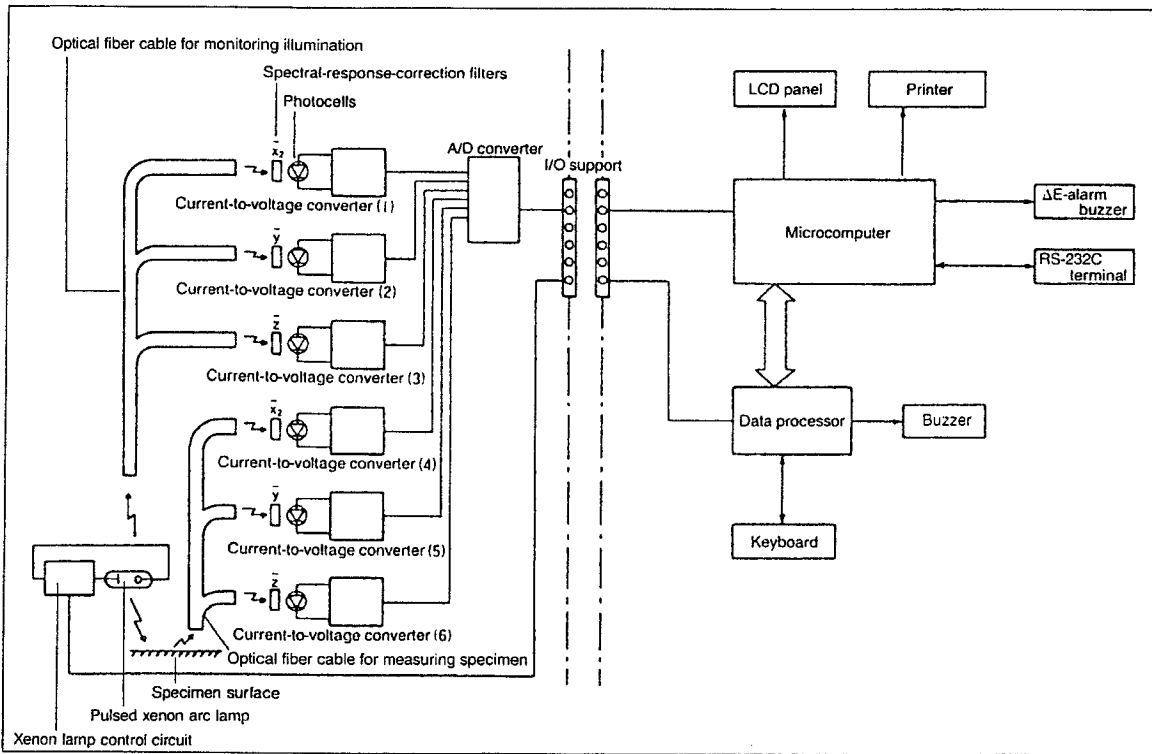 Optical fiber cable for monitoring illumination
Spectral-response-correction filters
Photocells
x̄₂
Current-to-voltage converter (1)
ȳ
Current-to-voltage converter (2)
z̄
Current-to-voltage converter (3)
x̄₂
Current-to-voltage converter (4)
ȳ
Current-to-voltage converter (5)
z̄
Current-to-voltage converter (6)
Optical fiber cable for measuring specimen
Specimen surface
Pulsed xenon arc lamp
Xenon lamp control circuit
A/D converter
I/O support
LCD panel
Printer
Microcomputer
ΔE-alarm
buzzer
RS-232C
terminal
Data processor
Buzzer
Keyboard